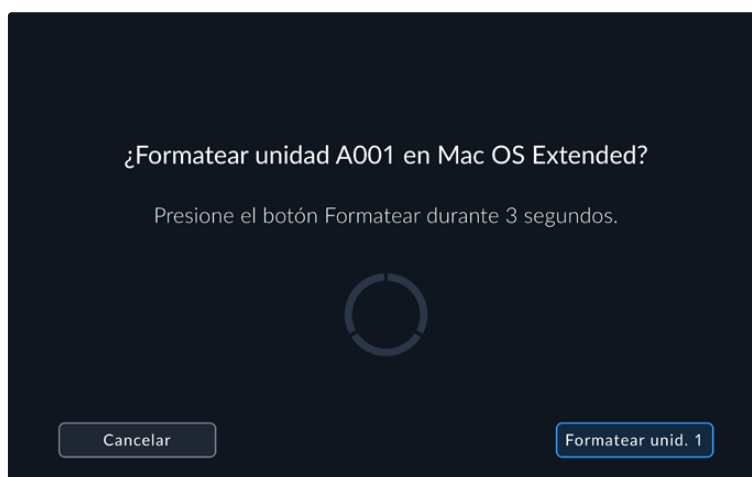 ¿Formatear unidad A001 en Mac OS Extended?
Presione el botón Formatear durante 3 segundos.
Cancelar
Formatear unid. 1